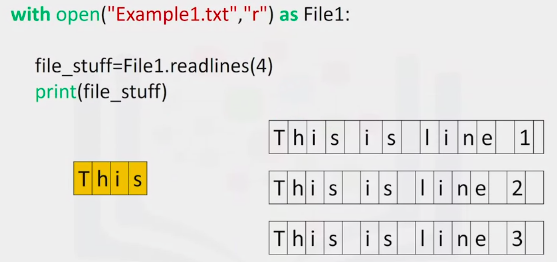 with open("Example1.txt","r") as File1:
file_stuff=File1.readlines(4)
print(file_stuff)
This is line 1
This
This is line 2
This is line 3